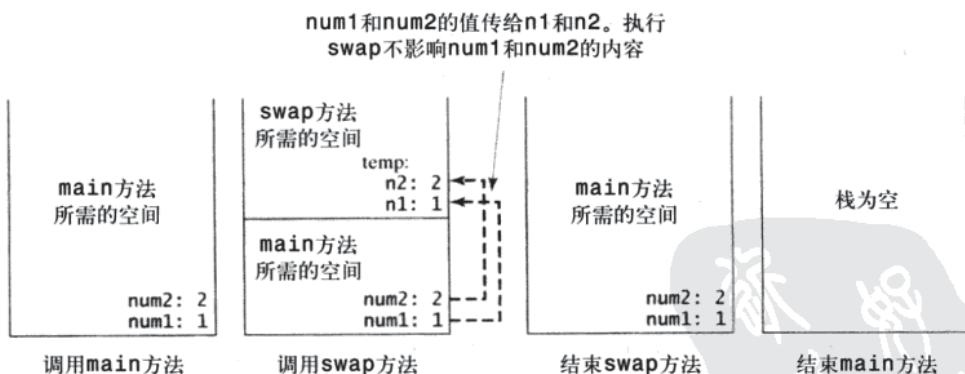 num1和num2的值传给n1和n2。执行
swap不影响num1和num2的内容
main方法
所需的空间
num2: 2
num1: 1
调用main方法
swap方法
所需的空间
temp:
n2: 2
n1: 1
main方法
所需的空间
num2: 2
num1: 1
调用swap方法
main方法
所需的空间
num2: 2
num1: 1
结束swap方法
栈为空
结束main方法